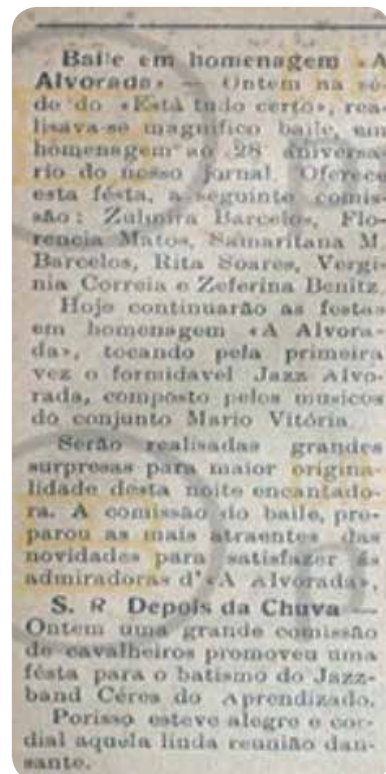 Baile em homenagem «A
Alvorada» — Ontem na sé-
de do «Está tudo certo», rea-
lisava-se magnifico baile, em
homenagem ao 28 aniversa-
rio do nosso jornal. Oferece
esta fésta, a seguinte comis-
são: Zulmira Barcelos, Flo-
rencia Matos, Samaritana M.
Barcelos, Rita Soares, Vergi-
nia Correia e Zeferina Benitz
Hoje continuarão as festas
em homenagem «A Alvora-
da», tocando pela primeira
vez o formidavel Jazz Alvo-
rada, composto pelos musicos
do conjunto Mario Vitória.
Serão realisadas grandes
surpresas para maior origina-
lidade desta noite encantado-
ra. A comissão do baile, pre-
parou as mais atraentes das
novidades para satisfazer ás
admiradoras d'«A Alvorada».
S. R Depois da Chuva —
Ontem uma grande comissão
de cavalheiros promoveu uma
fésta para o batismo do Jazz-
band Céres do Aprendizado.
Porisso esteve alegre e cor-
dial aquela linda reunião dan-
sante.